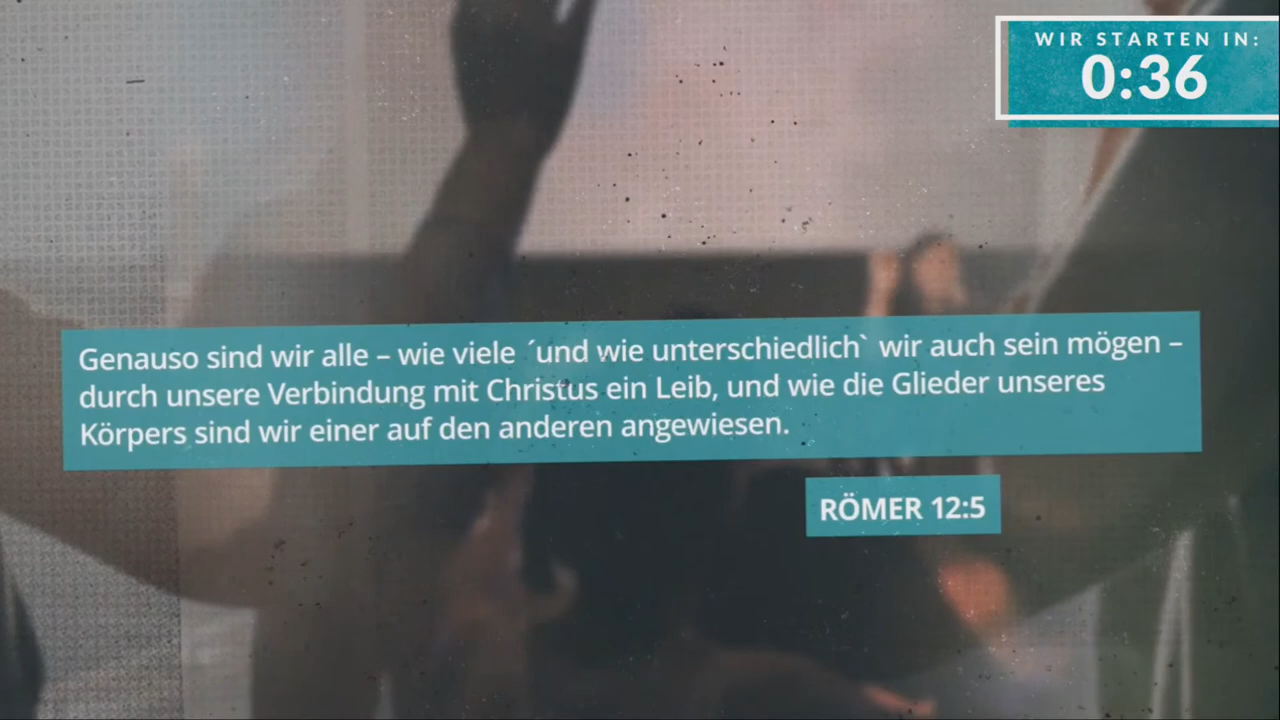 WIR STARTEN IN:
0:36
Genauso sind wir alle – wie viele ´und wie unterschiedlich` wir auch sein mögen –
durch unsere Verbindung mit Christus ein Leib, und wie die Glieder unseres
Körpers sind wir einer auf den anderen angewiesen.
RÖMER 12:5